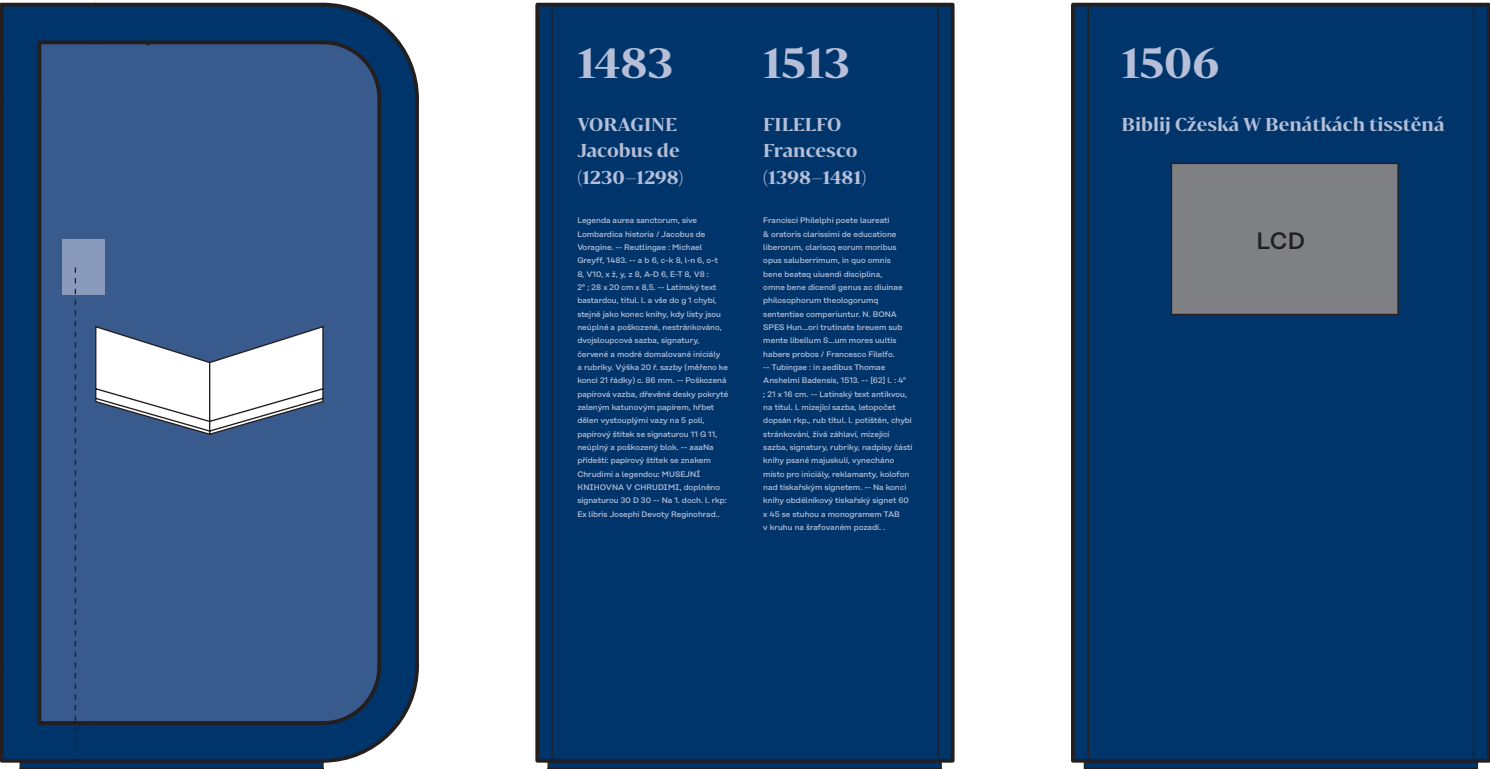 1483
VORAGINE
Jacobus de
(1230–1298)
Legenda aurea sanctorum, sive
Lombardica historia / Jacobus de
Voragine. -- Reutlingae : Michael
Greyff, 1483. -- a b 6, c-k 8, l-n 6, o-t
8, V10, x ž, y, z 8, A-D 6, E-T 8, V8 :
2° ; 28 x 20 cm x 8,5. -- Latinský text
bastardou, titul. l. a vše do g 1 chybí,
stejně jako konec knihy, kdy listy jsou
neúplné a poškozené, nestránkováno,
dvojsloupcová sazba, signatury,
červené a modré domalované iniciály
a rubriky. Výška 20 ř. sazby (měřeno ke
konci 21 řádky) c. 86 mm. -- Poškozená
papírová vazba, dřevěné desky pokryté
zeleným katunovým papírem, hřbet
dělen vystouplými vazy na 5 polí,
papírový štítek se signaturou 11 G 11,
neúplný a poškozený blok. -- aaaNa
přídeští: papírový štítek se znakem
Chrudimi a legendou: MUSEJNÍ
KNIHOVNA V CHRUDIMI, doplněno
signaturou 30 D 30 -- Na 1. doch. l. rkp:
Ex libris Josephi Devoty Reginohrad..
1513
FILELFO
Francesco
(1398–1481)
Francisci Philelphi poete laureati
& oratoris clarissimi de educatione
liberorum, clariscq eorum moribus
opus saluberrimum, in quo omnis
bene beateq uiuendi disciplina,
omne bene dicendi genus ac diuinae
philosophorum theologorumq
sententiae comperiuntur. N. BONA
SPES Hun...ori trutinate breuem sub
mente libellum S...um mores uultis
habere probos / Francesco Filelfo.
-- Tubingae : in aedibus Thomae
Anshelmi Badensis, 1513. -- [62] l. : 4°
; 21 x 16 cm. -- Latinský text antikvou,
na titul. l. mizející sazba, letopočet
dopsán rkp., rub titul. l. potištěn, chybí
stránkování, živá záhlaví, mizející
sazba, signatury, rubriky, nadpisy částí
knihy psané majuskulí, vynecháno
místo pro iniciály, reklamanty, kolofon
nad tiskařským signetem. -- Na konci
knihy obdélníkový tiskařský signet 60
x 45 se stuhou a monogramem TAB
v kruhu na šrafovaném pozadí. .
1506
Biblij Cžeská W Benátkách tisstěná
LCD